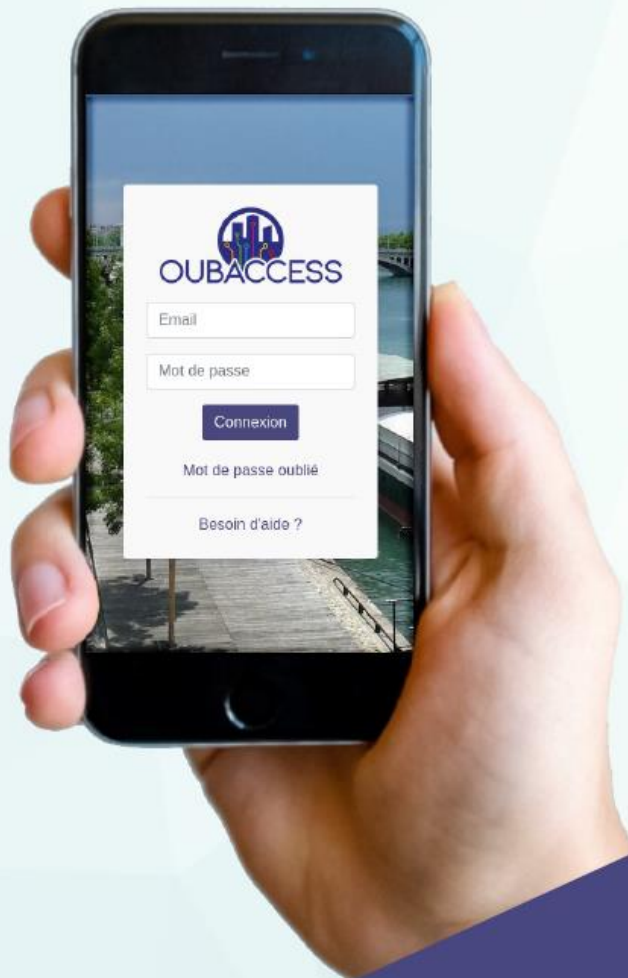 OUBACCESS
Email
Mot de passe
Connexion
Mot de passe oublié
Besoin d'aide ?